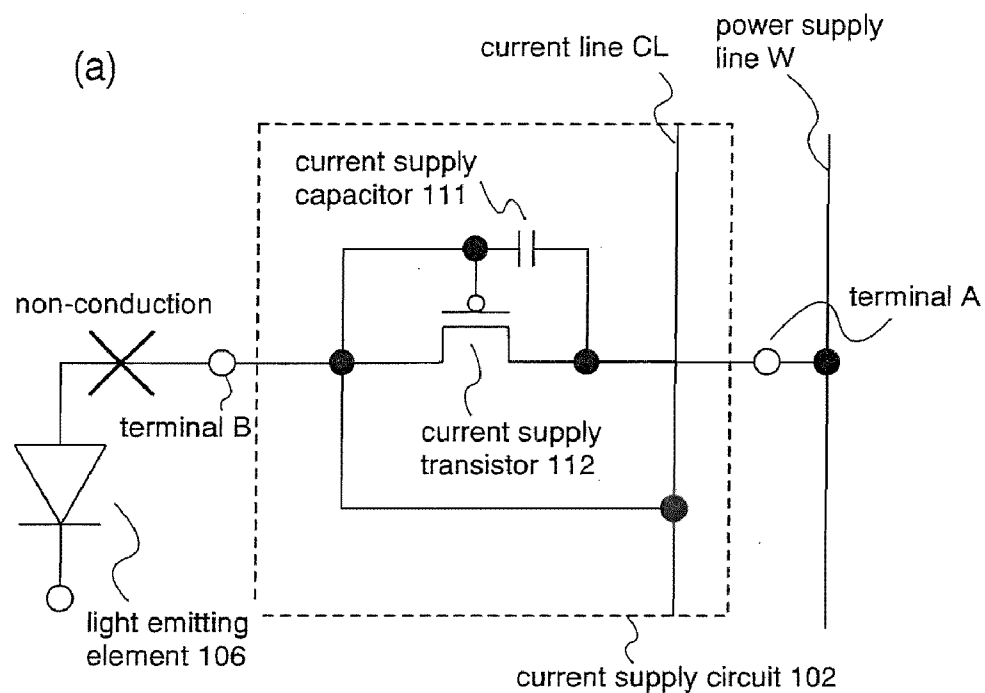 (a)
current line CL
power supply
line W
current supply
capacitor 111
non-conduction
terminal A
terminal B
current supply
transistor 112
light emitting
element 106
current supply circuit 102